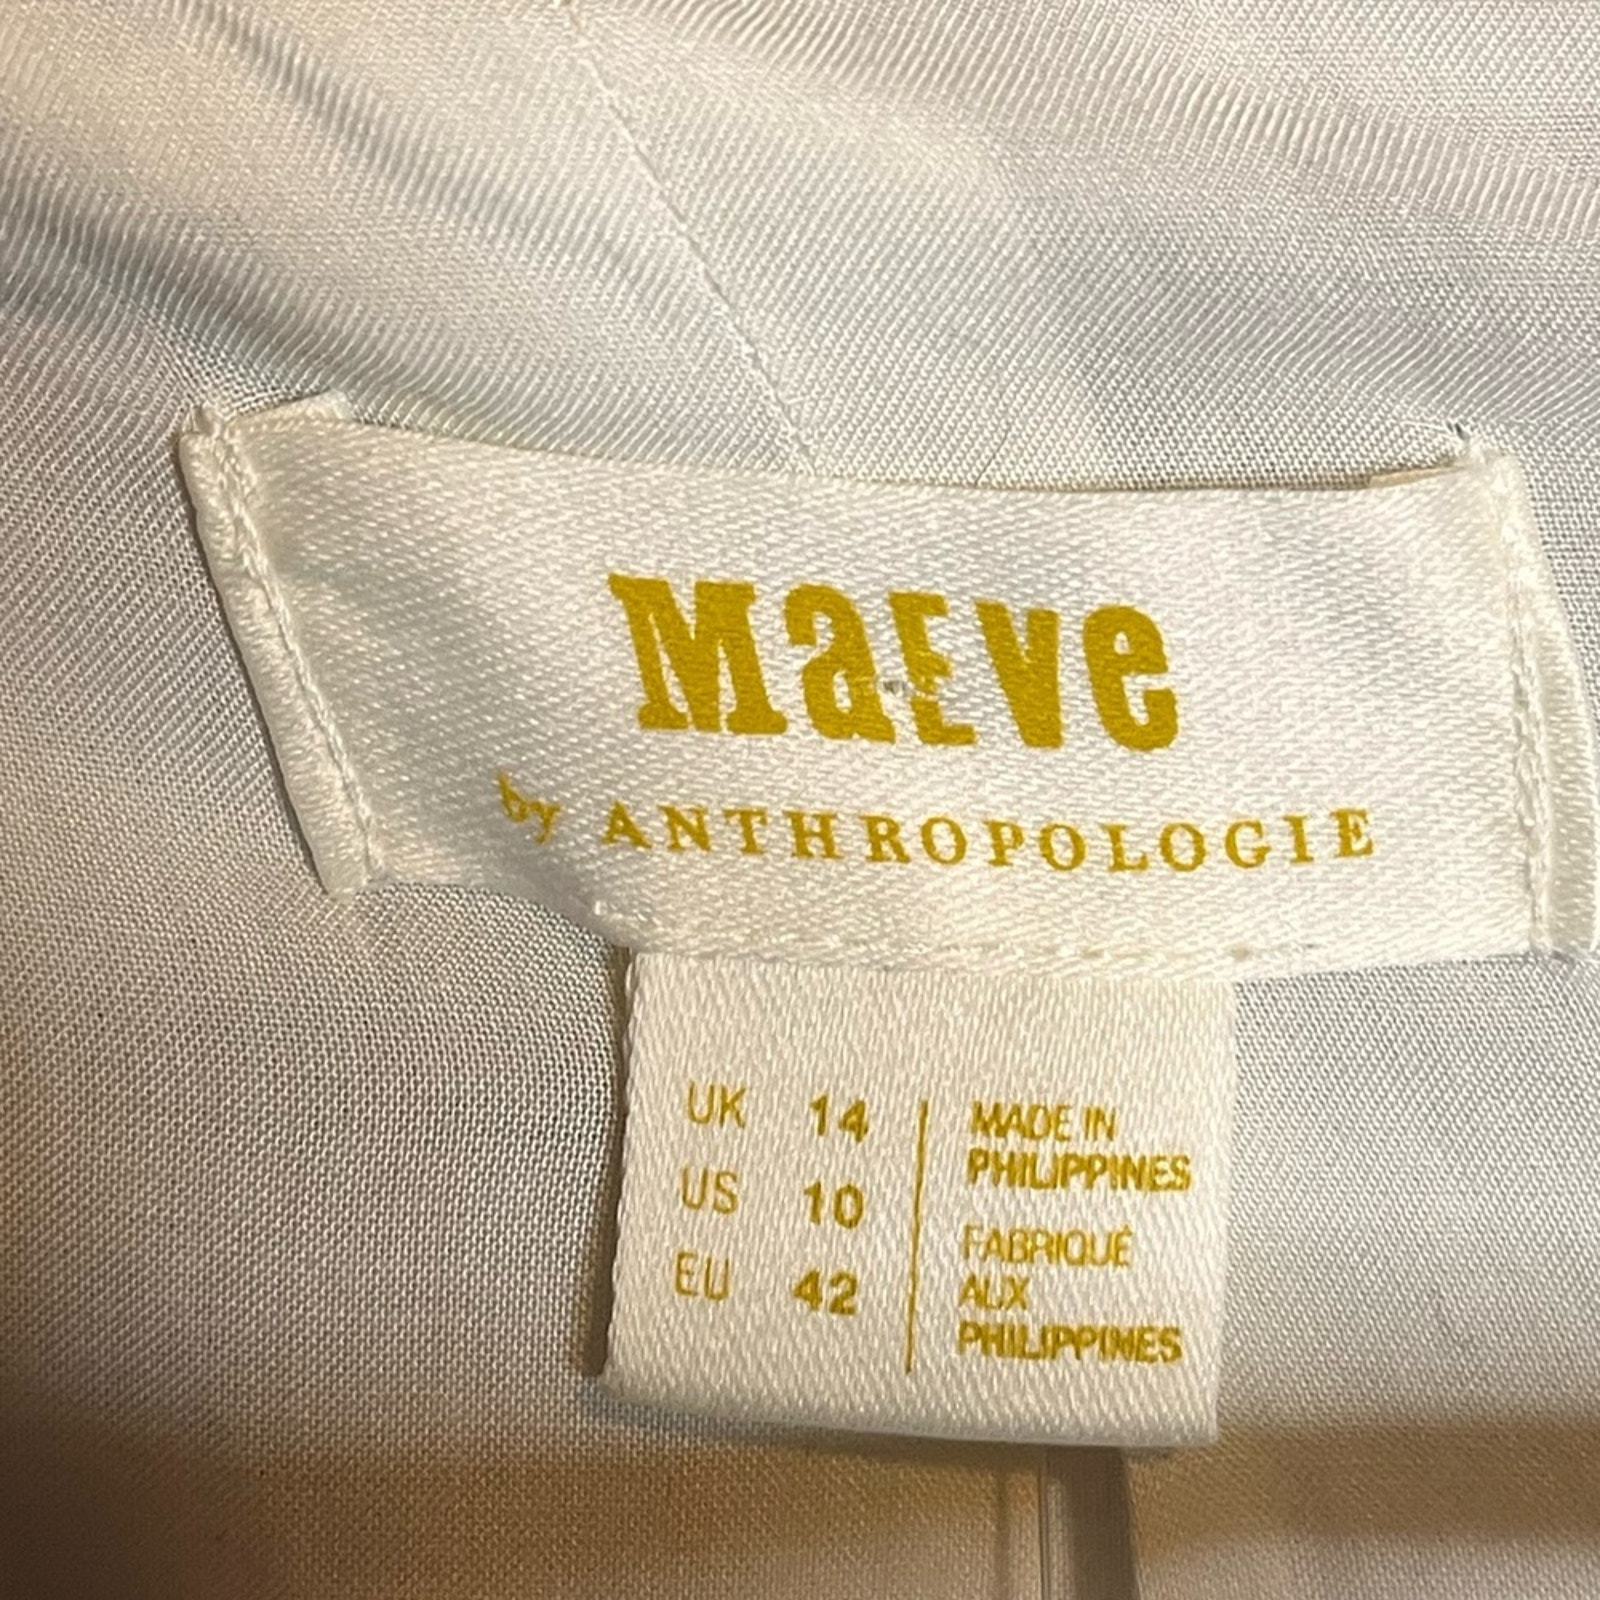 MaEve
by ANTHROPOLOGIE
UK 14
US 10
EU 42
MADE IN
PHILIPPINES
FABRIQUÉ
AUX
PHILIPPINES